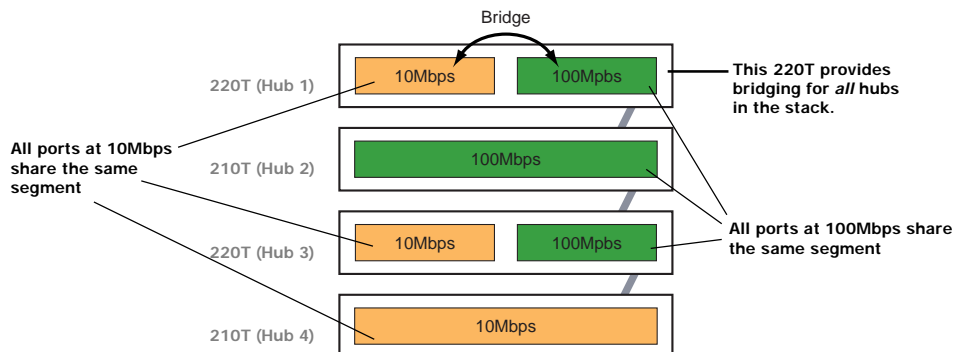 Bridge
220T (Hub 1)
10Mbps
100Mpbs
This 220T provides
bridging for all hubs
in the stack.
All ports at 10Mbps
share the same
segment
210T (Hub 2)
100Mbps
220T (Hub 3)
10Mbps
100Mpbs
All ports at 100Mbps share
the same segment
210T (Hub 4)
10Mbps